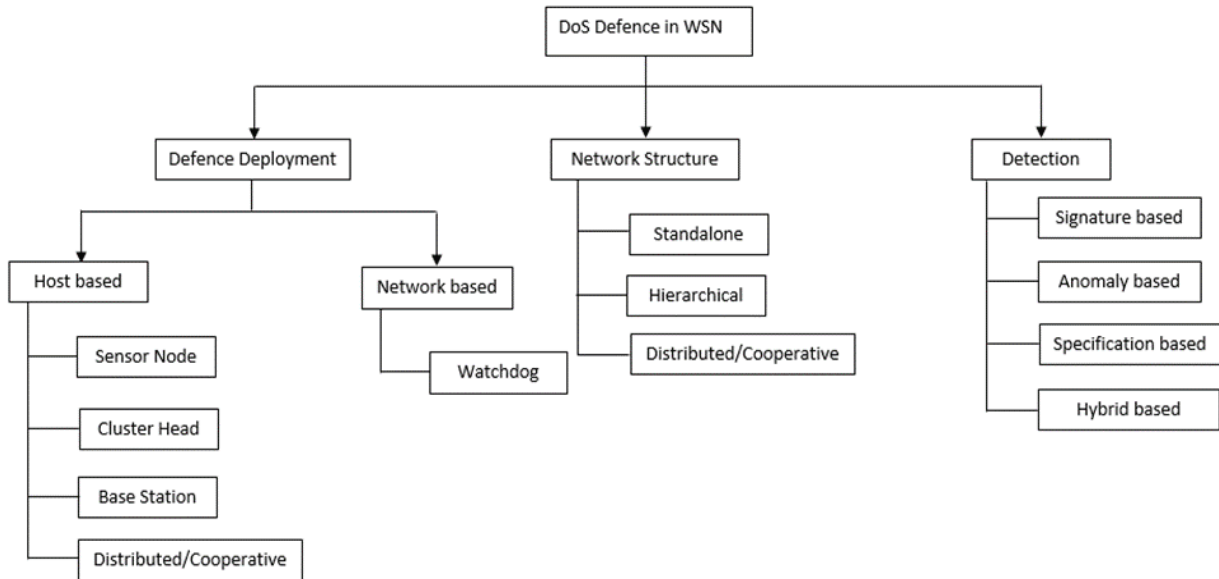 DoS Defence in WSN
Defence Deployment
Network Structure
Detection
Host based
Network based
Sensor Node
Cluster Head
Base Station
Distributed/Cooperative
Watchdog
Standalone
Hierarchical
Distributed/Cooperative
Signature based
Anomaly based
Specification based
Hybrid based